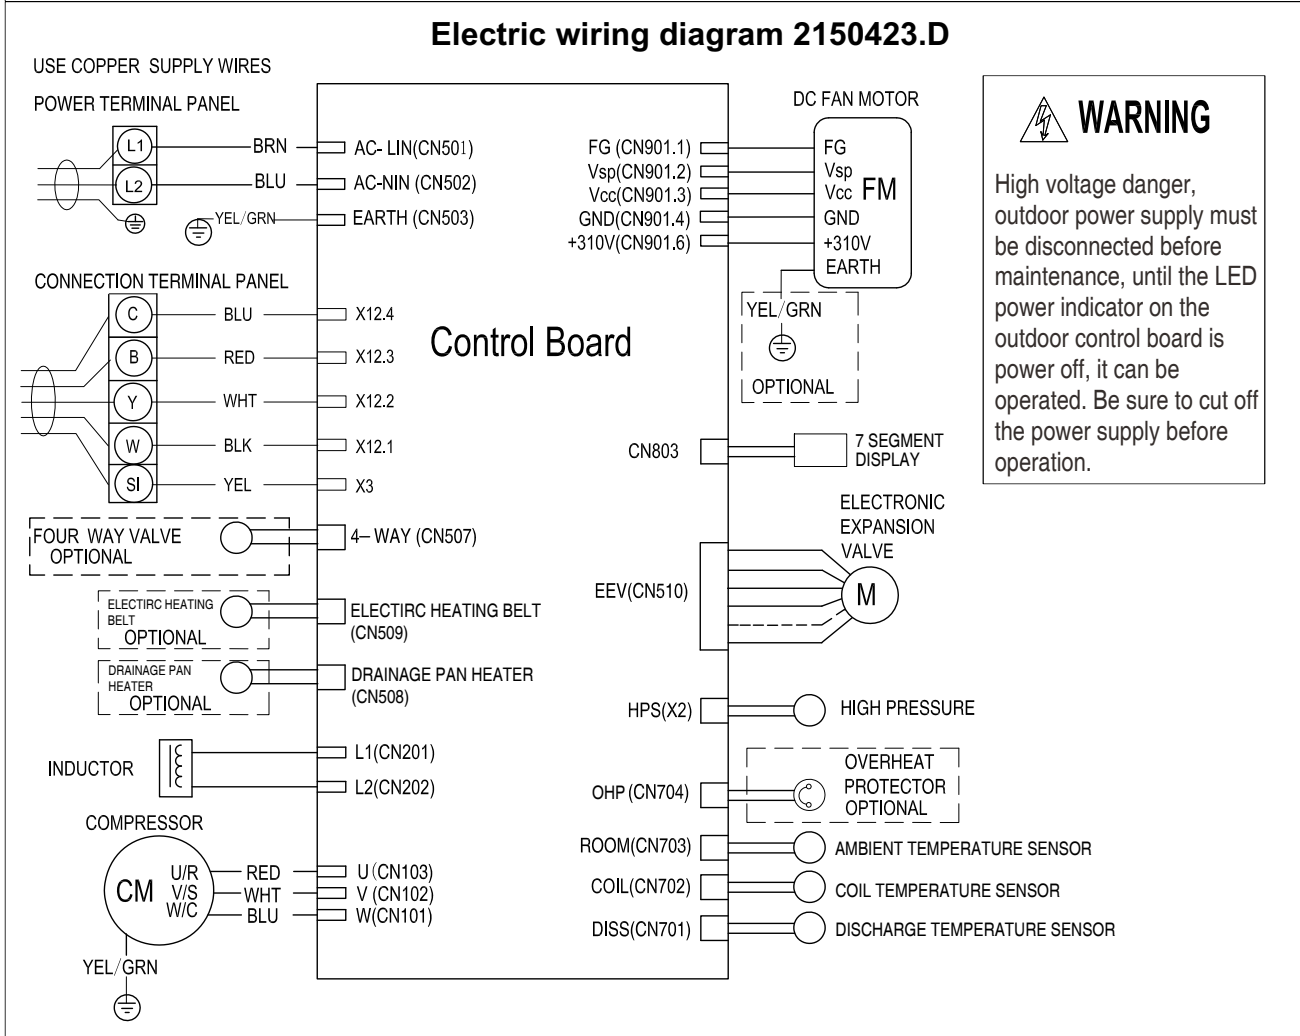 Electric wiring diagram 2150423.D
USE COPPER SUPPLY WIRES
POWER TERMINAL PANEL
L1
BRN
AC- LIN(CN501)
L2
BLU
AC-NIN (CN502)
YEL/GRN
EARTH (CN503)
CONNECTION TERMINAL PANEL
C
BLU
X12.4
B
RED
X12.3
Y
WHT
X12.2
W
BLK
X12.1
SI
YEL
X3
FOUR WAY VALVE
OPTIONAL
4-WAY (CN507)
ELECTIRC HEATING
BELT
OPTIONAL
ELECTIRC HEATING BELT
(CN509)
DRAINAGE PAN
HEATER
OPTIONAL
DRAINAGE PAN HEATER
(CN508)
INDUCTOR
L1(CN201)
L2(CN202)
COMPRESSOR
CM
U/R
V/S
W/C
RED
WHT
BLU
U(CN103)
V (CN102)
W(CN101)
YEL/GRN
Control Board
DC FAN MOTOR
FG (CN901.1)
Vsp(CN901.2)
Vcc(CN901.3)
GND(CN901.4)
+310V(CN901.6)
FG
Vsp
Vcc
FM
GND
+310V
EARTH
YEL/GRN
OPTIONAL
CN803
7 SEGMENT
DISPLAY
ELECTRONIC
EXPANSION
VALVE
EEV(CN510)
M
HPS(X2)
HIGH PRESSURE
OHP (CN704)
OVERHEAT
PROTECTOR
OPTIONAL
ROOM(CN703)
AMBIENT TEMPERATURE SENSOR
COIL(CN702)
COIL TEMPERATURE SENSOR
DISS(CN701)
DISCHARGE TEMPERATURE SENSOR
WARNING
High voltage danger,
outdoor power supply must
be disconnected before
maintenance, until the LED
power indicator on the
outdoor control board is
power off, it can be
operated. Be sure to cut off
the power supply before
operation.